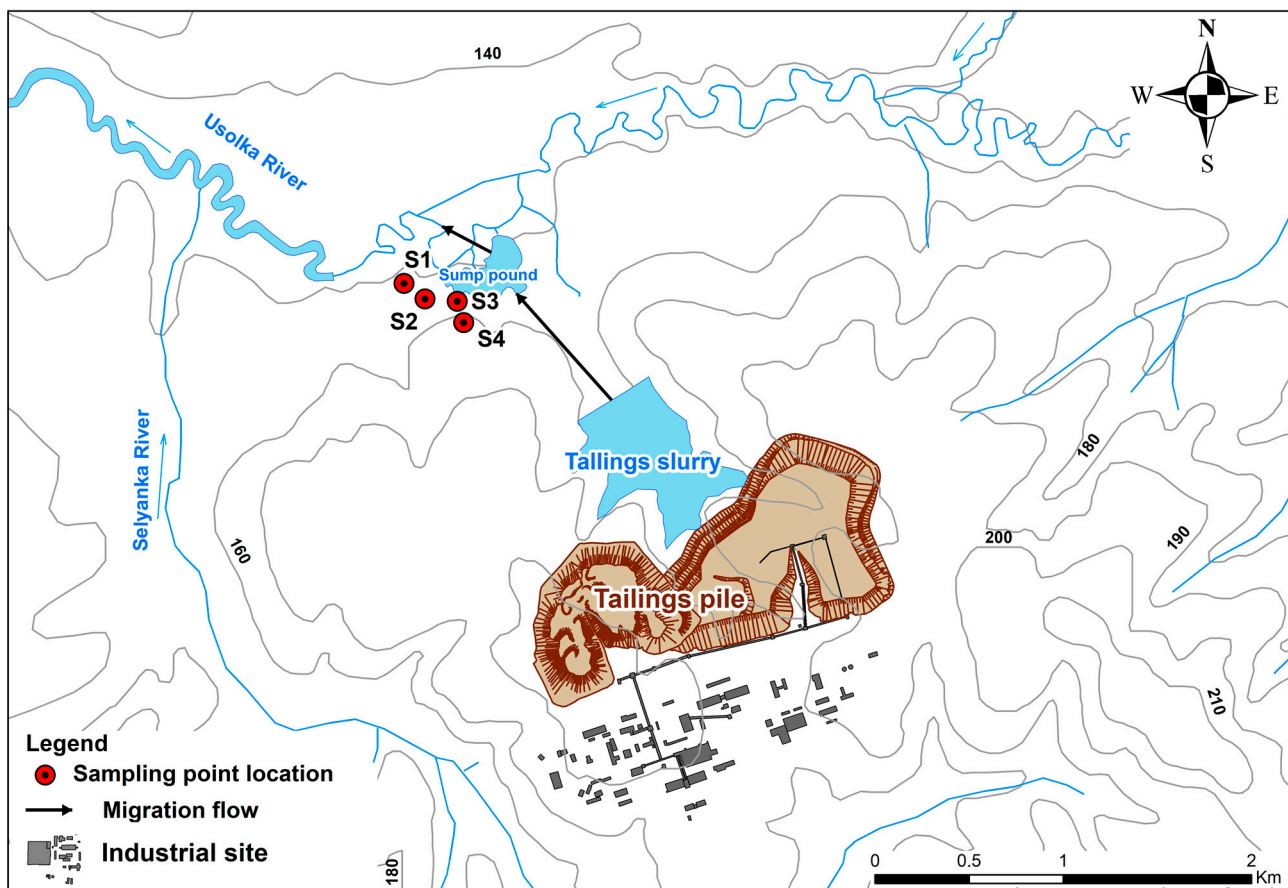 140
N
W
E
S
Usolka River
S1
Sump pound
S2
S3
S4
Tallings slurry
180
Selyanka River
160
200
190
Tailings pile
210
Legend
Sampling point location
Migration flow
Industrial site
180
0 0.5 1 2
Km